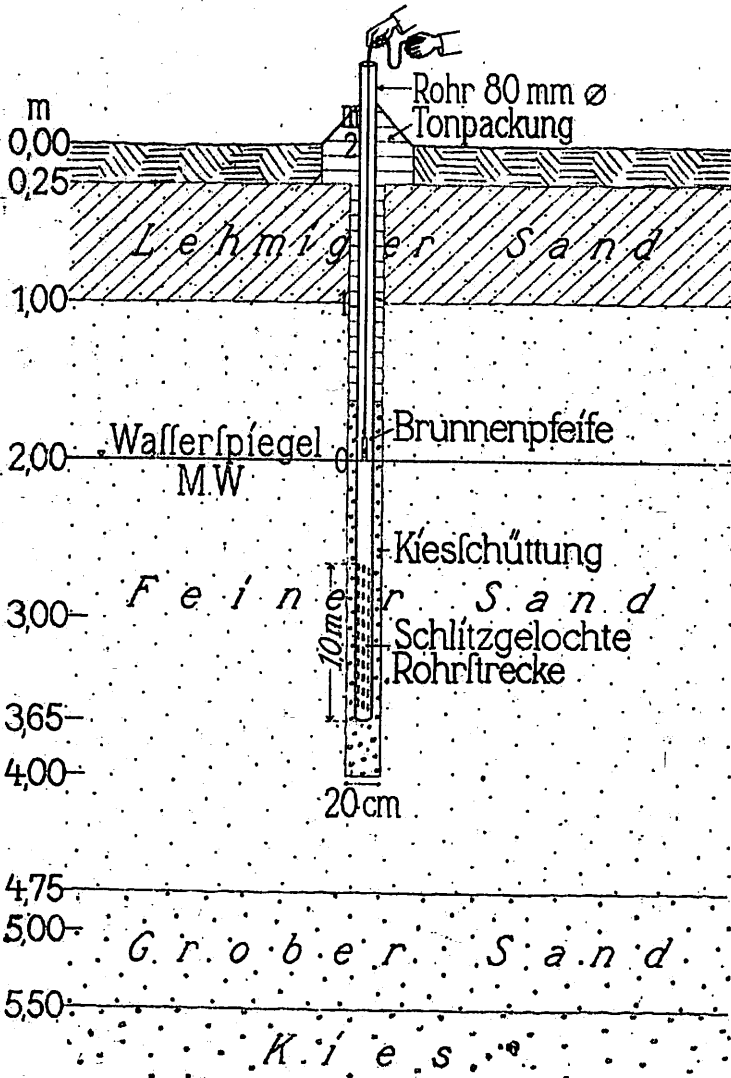 Rohr 80 mm ø
m
m
Tonpackung
0,00
2
0,25
Lehmiger Sand
1,00
1
Brunnenpfeife
Waſſerſpiegel
2,00
0
M.W
Kiesſchüttung
Feiner Sand
3,00
10m
Schlitzgelochte
Rohrſtrecke
3,65
4,00
20 cm
4,75
5,00
Grober Sand
5,50
Kies